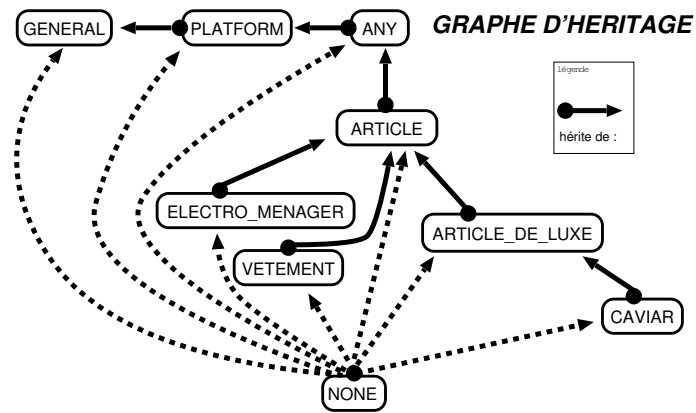 GENERAL PLATFORM ANY GRAPHE D'HERITAGE
légende
hérite de :
ARTICLE
ELECTRO_MENAGER
ARTICLE_DE_LUXE
VETEMENT
CAVIAR
NONE